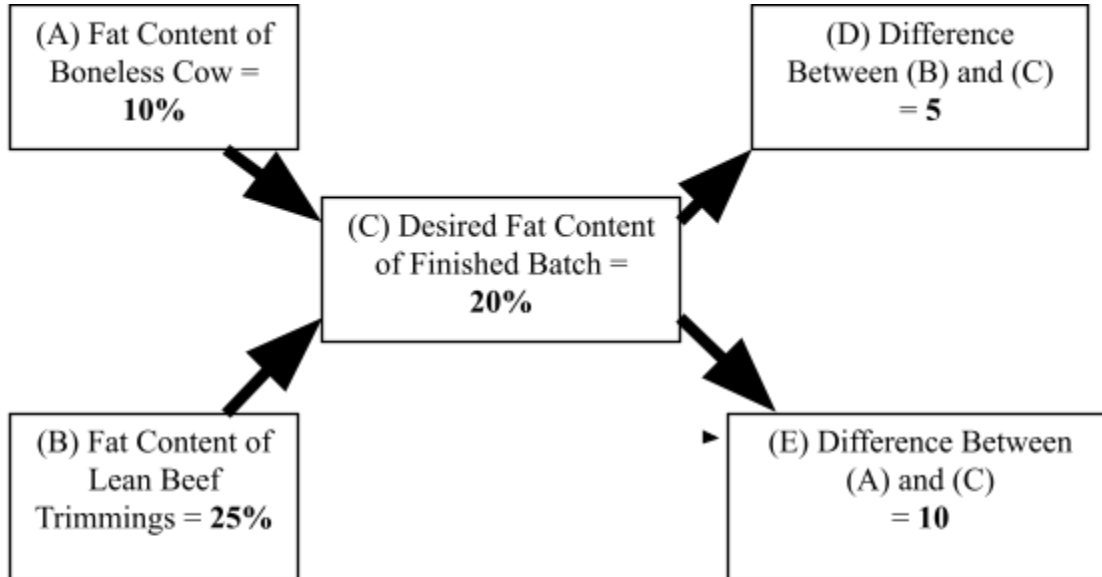 (A) Fat Content of
Boneless Cow =
10%
(D) Difference
Between (B) and (C)
= 5
(C) Desired Fat Content
of Finished Batch =
20%
(B) Fat Content of
Lean Beef
Trimmings = 25%
(E) Difference Between
(A) and (C)
= 10